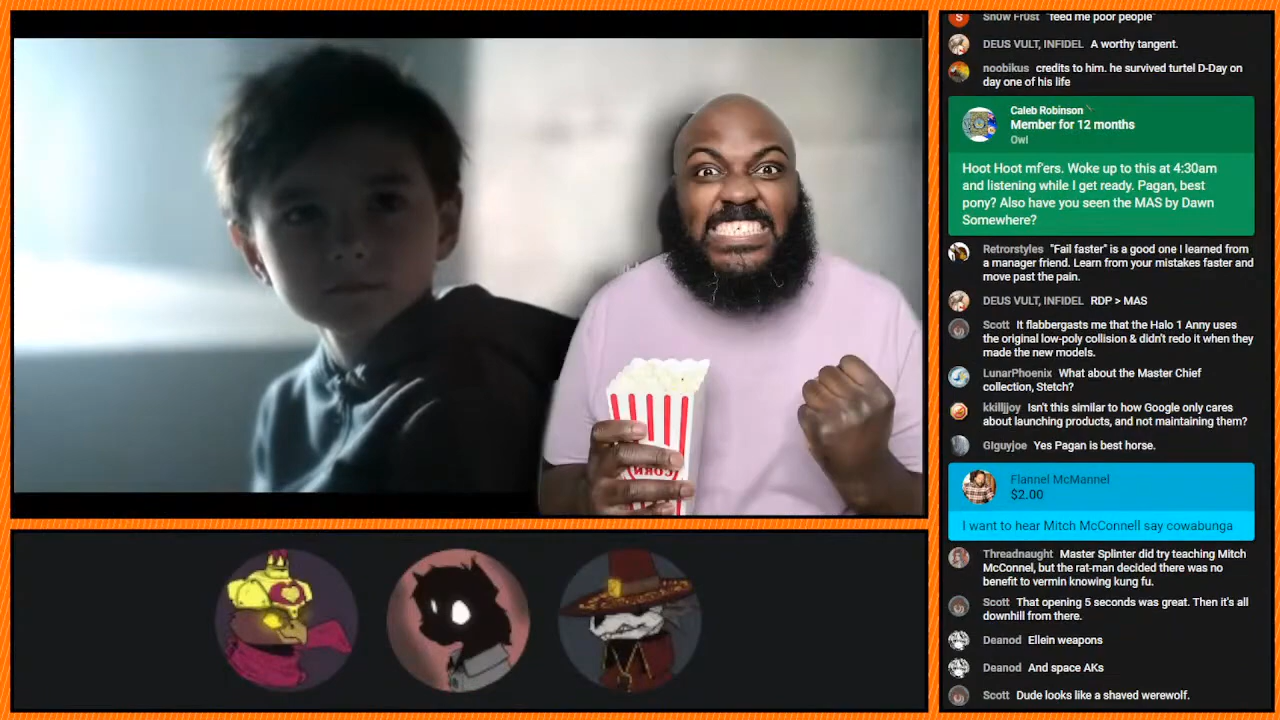 Snow Frost "feed me poor people"
DEUS VULT, INFIDEL A worthy tangent.
noobikus credits to him. he survived turtel D-Day on
day one of his life
Caleb Robinson
Member for 12 months
Owl
Hoot Hoot mf'ers. Woke up to this at 4:30am
and listening while I get ready. Pagan, best
pony? Also have you seen the MAS by Dawn
Somewhere?
Retrorstyles "Fail faster" is a good one I learned from
a manager friend. Learn from your mistakes faster and
move past the pain.
DEUS VULT, INFIDEL RDP > MAS
Scott It flabbergasts me that the Halo 1 Anny uses
the original low-poly collision & didn't redo it when they
made the new models.
LunarPhoenix What about the Master Chief
collection, Stetch?
kkilljjoy Isn't this similar to how Google only cares
about launching products, and not maintaining them?
GIguyjoe Yes Pagan is best horse.
Flannel McMannel
$2.00
I want to hear Mitch McConnell say cowabunga
Threadnaught Master Splinter did try teaching Mitch
McConnel, but the rat-man decided there was no
benefit to vermin knowing kung fu.
Scott That opening 5 seconds was great. Then it's all
downhill from there.
Deanod Ellein weapons
Deanod And space AKs
Scott Dude looks like a shaved werewolf.